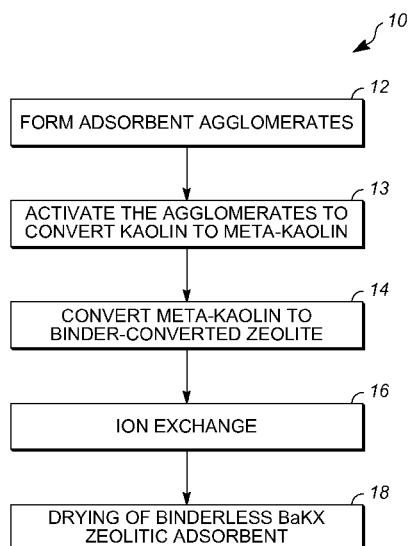 10
12
FORM ADSORBENT AGGLOMERATES
13
ACTIVATE THE AGGLOMERATES TO
CONVERT KAOLIN TO META-KAOLIN
14
CONVERT META-KAOLIN TO
BINDER-CONVERTED ZEOLITE
16
ION EXCHANGE
18
DRYING OF BINDERLESS BaKX
ZEOLITIC ADSORBENT